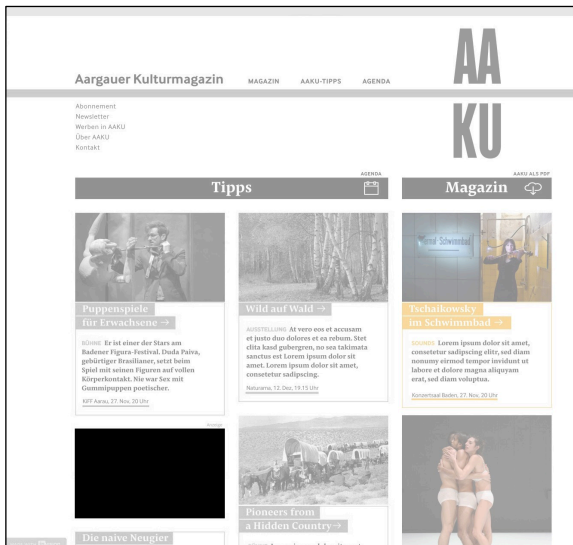 AA
KU
Aargauer Kulturmagazin
MAGAZIN
AAKU-TIPPS
AGENDA
Abonnement
Newsletter
Werben in AAKU
Über AAKU
Kontakt
AGENDA
Tipps
AAKU ALS PDF
Magazin
Puppenspiele
für Erwachsene →
BÜHNE Er ist einer der Stars am
Badener Figura-Festival. Duda Paiva,
gebürtiger Brasilianer, setzt beim
Spiel mit seinen Figuren auf vollen
Körperkontakt. Nie war Sex mit
Gummipuppen poetischer.
KiFF Aarau, 27. Nov, 20 Uhr
Anzeige
Die naive Neugier
Wild auf Wald →
AUSSTELLUNG At vero eos et accusam
et justo duo dolores et ea rebum. Stet
clita kasd gubergren, no sea takimata
sanctus est Lorem ipsum dolor sit
amet. Lorem ipsum dolor sit amet,
consetetur sadipscing.
Naturama, 12. Dez, 19.15 Uhr
Pioneers from
a Hidden Country →
Schwimmbad
Tschaikowsky
im Schwimmbad →
SOUNDS Lorem ipsum dolor sit amet,
consetetur sadipscing elitr, sed diam
nonumy eirmod tempor invidunt ut
labore et dolore magna aliquyam
erat, sed diam voluptua.
Konzertsaal Baden, 27. Nov, 20 Uhr